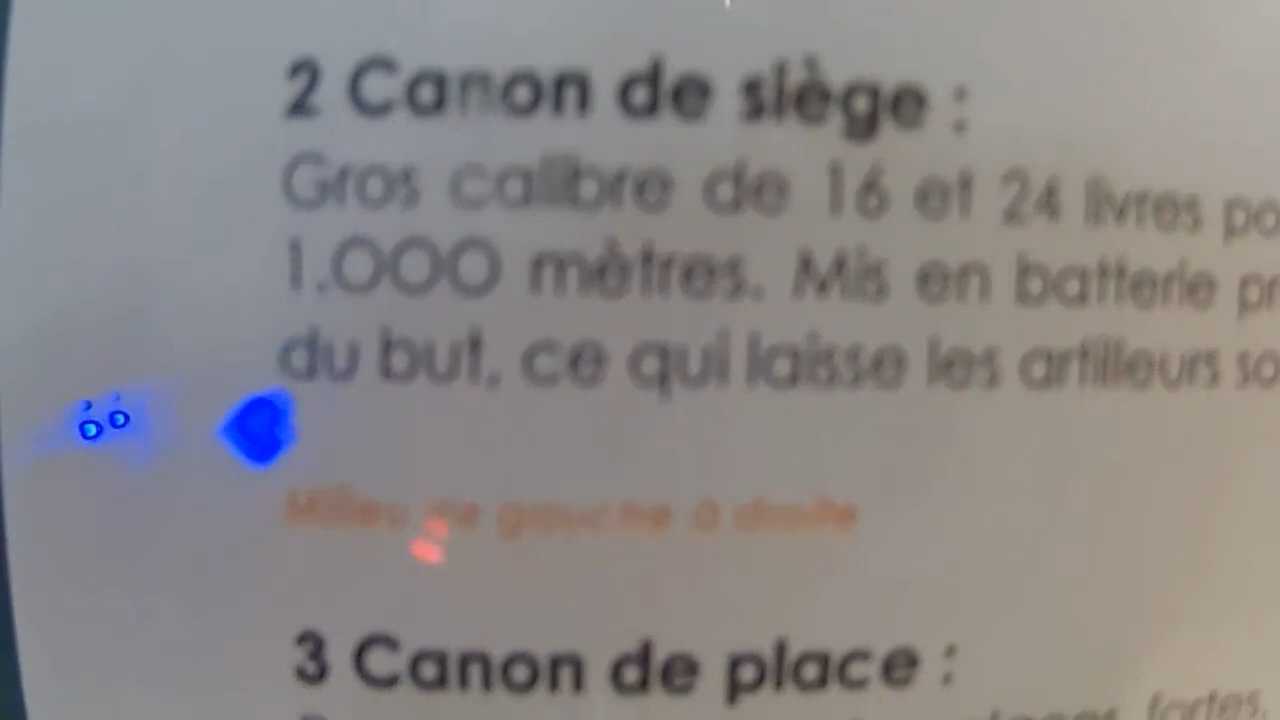 2 Canon de siège :
Gros calibre de 16 et 24 livres po
1.000 mètres. Mis en batterie pr
du but, ce qui laisse les artilleurs so
Milieu de gauche à droite
3 Canon de place :
fortes,